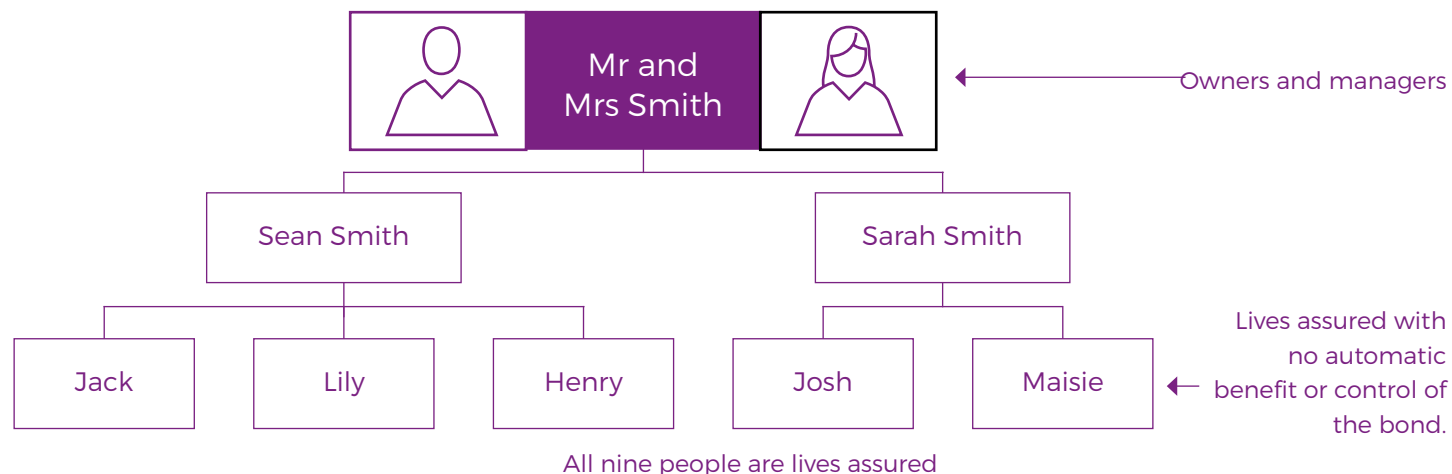 Mr and
Mrs Smith
Owners and managers
Sean Smith
Sarah Smith
Jack
Lily
Henry
Josh
Maisie
Lives assured with
no automatic
benefit or control of
the bond.
All nine people are lives assured